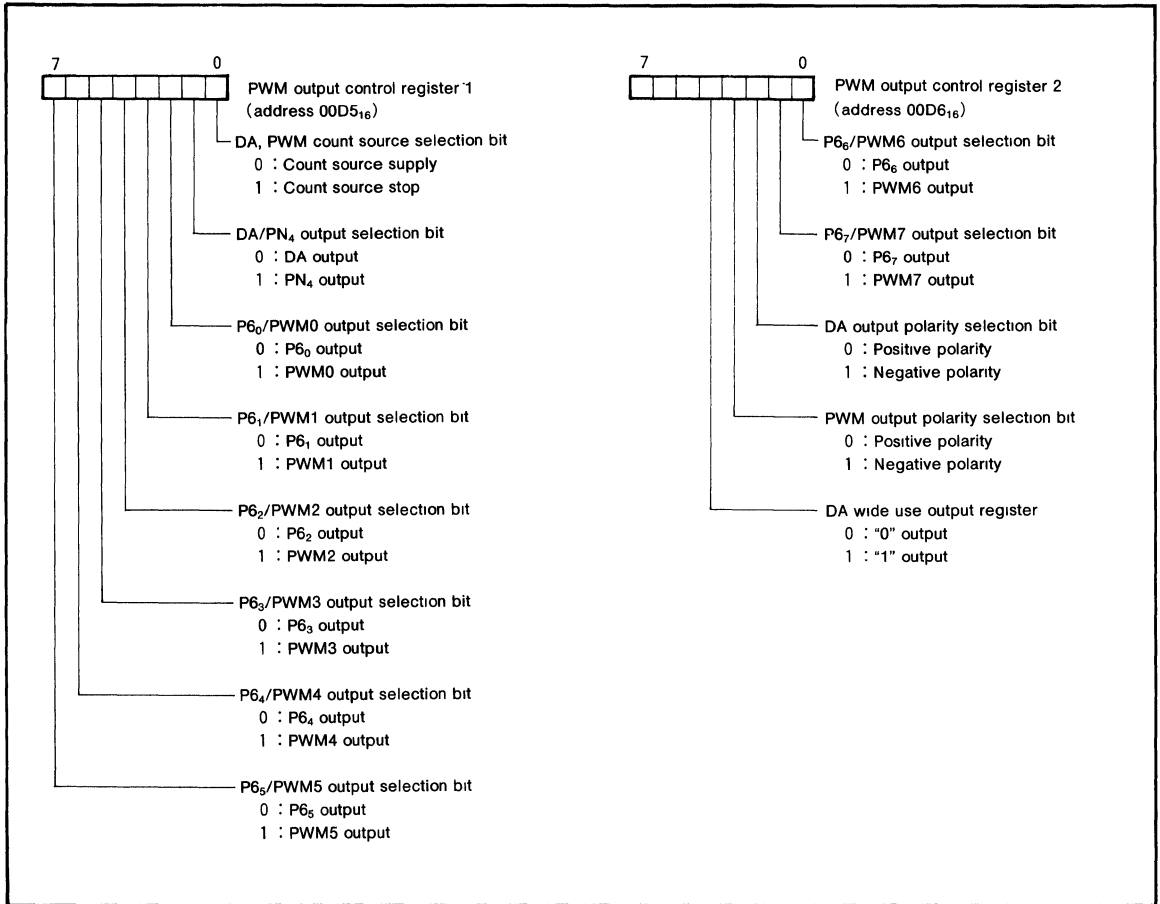 7 0
PWM output control register 1
(address 00D5₁₆)
DA, PWM count source selection bit
0 : Count source supply
1 : Count source stop
DA/PN₄ output selection bit
0 : DA output
1 : PN₄ output
P6₀/PWM0 output selection bit
0 : P6₀ output
1 : PWM0 output
P6₁/PWM1 output selection bit
0 : P6₁ output
1 : PWM1 output
P6₂/PWM2 output selection bit
0 : P6₂ output
1 : PWM2 output
P6₃/PWM3 output selection bit
0 : P6₃ output
1 : PWM3 output
P6₄/PWM4 output selection bit
0 : P6₄ output
1 : PWM4 output
P6₅/PWM5 output selection bit
0 : P6₅ output
1 : PWM5 output
7 0
PWM output control register 2
(address 00D6₁₆)
P6₆/PWM6 output selection bit
0 : P6₆ output
1 : PWM6 output
P6₇/PWM7 output selection bit
0 : P6₇ output
1 : PWM7 output
DA output polarity selection bit
0 : Positive polarity
1 : Negative polarity
PWM output polarity selection bit
0 : Positive polarity
1 : Negative polarity
DA wide use output register
0 : “0” output
1 : “1” output